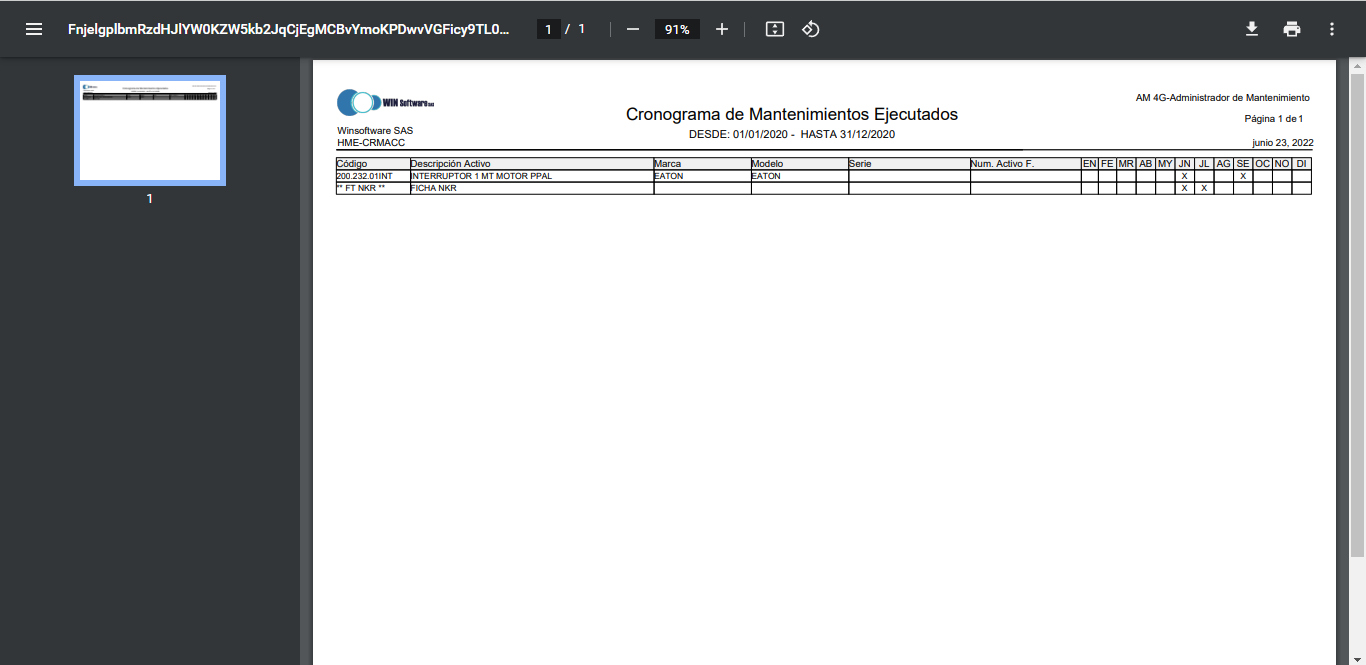 FnjelgplbmRzdHJlYW0KZW5kb2JqCjEgMCBvYmoKPDwvVGFicy9TL0...
1 / 1
91%
1
WIN Software SAS
AM 4G-Administrador de Mantenimiento
Cronograma de Mantenimientos Ejecutados
Página 1 de1
Winsoftware SAS
DESDE: 01/01/2020 - HASTA 31/12/2020
HME-CRMACC
junio 23, 2022
Código Descripción Activo Marca Modelo Serie Num. Activo F. EN FE MR AB MY JN JL AG SE OC NO DI
200.232.01INT INTERRUPTOR 1 MT MOTOR PPAL EATON EATON X X
** FT NKR ** FICHA NKR X X